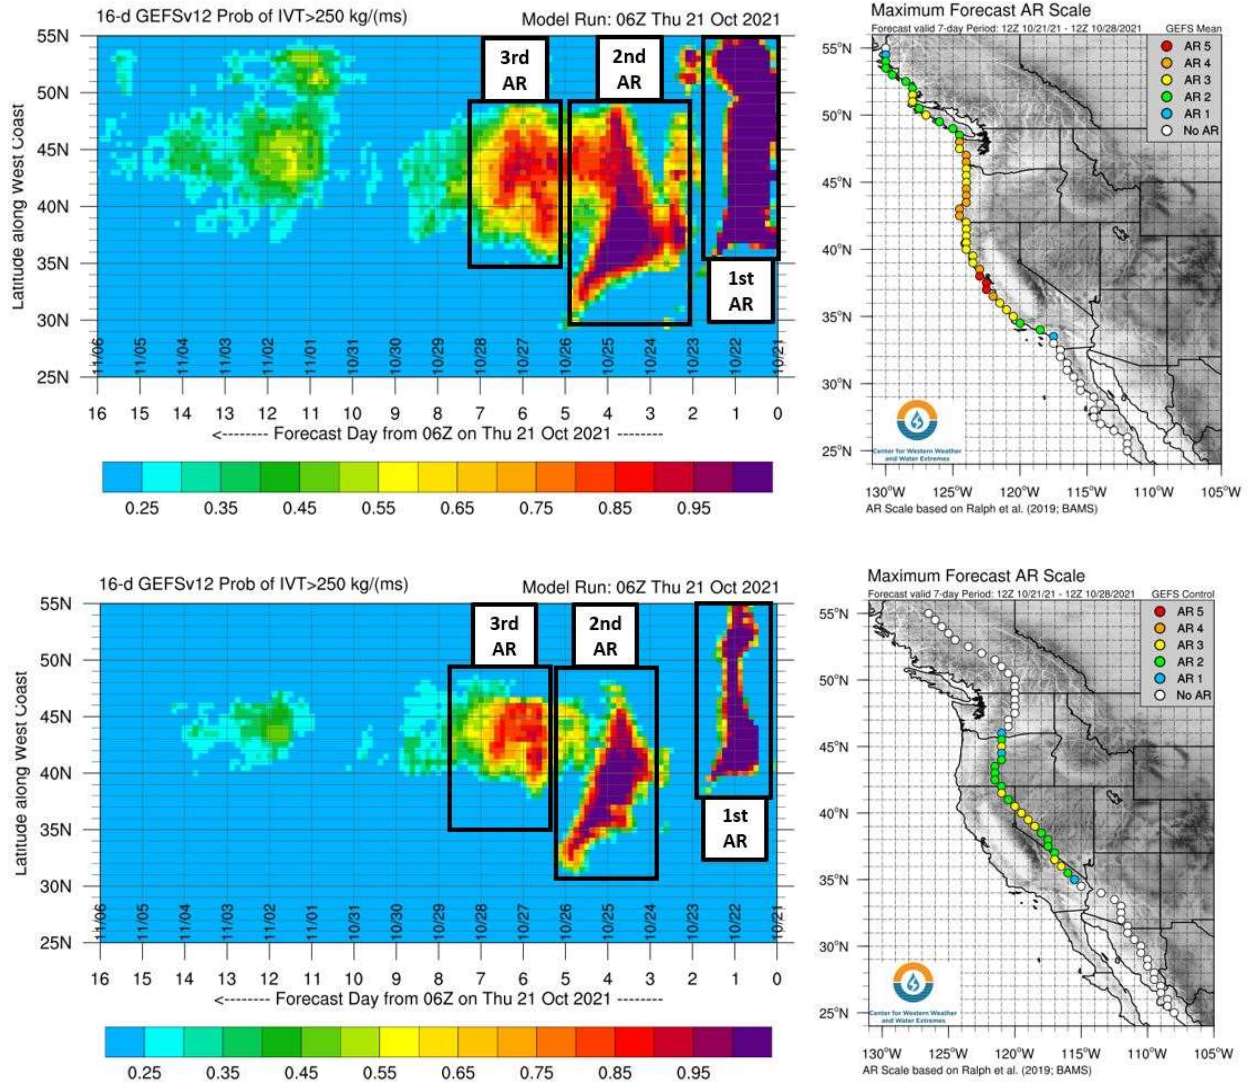 16-d GEFSv12 Prob of IVT>250 kg/(ms)
Model Run: 06Z Thu 21 Oct 2021
55N
50N
45N
40N
35N
30N
25N
Latitude along West Coast
3rd
AR
2nd
AR
1st
AR
11/06 11/05 11/04 11/03 11/02 11/01 10/30 10/29 10/28 10/27 10/26 10/25 10/24 10/23 10/22 10/21
16 15 14 13 12 11 10 9 8 7 6 5 4 3 2 1 0
<-------- Forecast Day from 06Z on Thu 21 Oct 2021 --------
0.25 0.35 0.45 0.55 0.65 0.75 0.85 0.95
Maximum Forecast AR Scale
Forecast valid 7-day Period: 12Z 10/21/21 - 12Z 10/28/2021 GEFS Mean
AR 5
AR 4
AR 3
AR 2
AR 1
No AR
55°N
50°N
45°N
40°N
35°N
30°N
25°N
Center for Western Weather
and Water Extremes
130°W 125°W 120°W 115°W 110°W 105°W
AR Scale based on Ralph et al. (2019; BAMS)
16-d GEFSv12 Prob of IVT>250 kg/(ms)
Model Run: 06Z Thu 21 Oct 2021
55N
50N
45N
40N
35N
30N
25N
Latitude along West Coast
3rd
AR
2nd
AR
1st
AR
11/06 11/05 11/04 11/03 11/02 11/01 10/30 10/29 10/28 10/27 10/26 10/25 10/24 10/23 10/22 10/21
16 15 14 13 12 11 10 9 8 7 6 5 4 3 2 1 0
<-------- Forecast Day from 06Z on Thu 21 Oct 2021 --------
0.25 0.35 0.45 0.55 0.65 0.75 0.85 0.95
Maximum Forecast AR Scale
Forecast valid 7-day Period: 12Z 10/21/21 - 12Z 10/28/2021 GEFS Control
AR 5
AR 4
AR 3
AR 2
AR 1
No AR
55°N
50°N
45°N
40°N
35°N
30°N
25°N
Center for Western Weather
and Water Extremes
130°W 125°W 120°W 115°W 110°W 105°W
AR Scale based on Ralph et al. (2019; BAMS)